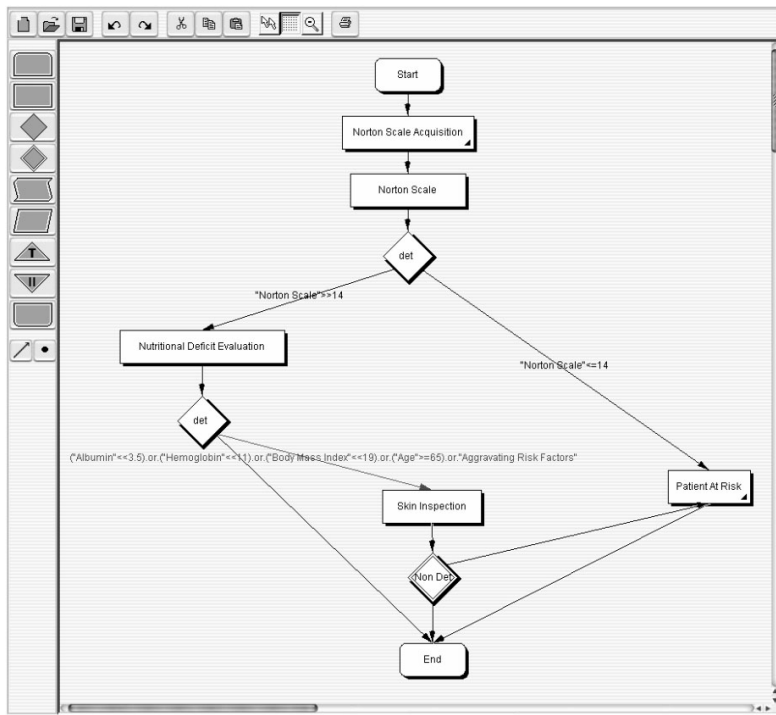 Start
Norton Scale Acquisition
Norton Scale
det
"Norton Scale">>14
Nutritional Deficit Evaluation
"Norton Scale"<=14
det
("Albumin"<<3.5).or.("Hemoglobin"<<11).or.("Body Mass Index"<<19).or.("Age">=65).or."Aggravating Risk Factors"
Patient At Risk
Skin Inspection
Non Det
End
T
II